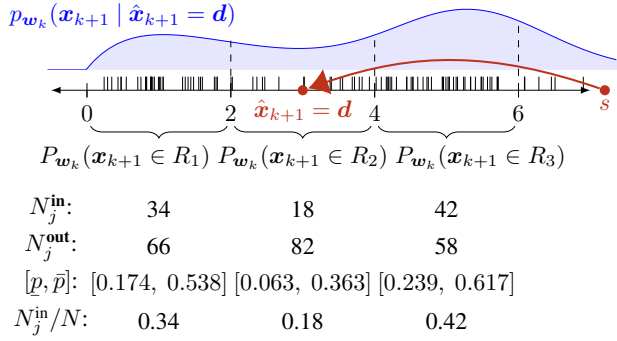 p_{w_k}(x_{k+1} | x̂_{k+1} = d)
0 2 4 6 s
x̂_{k+1} = d
P_{w_k}(x_{k+1} ∈ R_1) P_{w_k}(x_{k+1} ∈ R_2) P_{w_k}(x_{k+1} ∈ R_3)
N_j^{in}: 34 18 42
N_j^{out}: 66 82 58
[p̲, p̄]: [0.174, 0.538] [0.063, 0.363] [0.239, 0.617]
N_j^{in}/N: 0.34 0.18 0.42